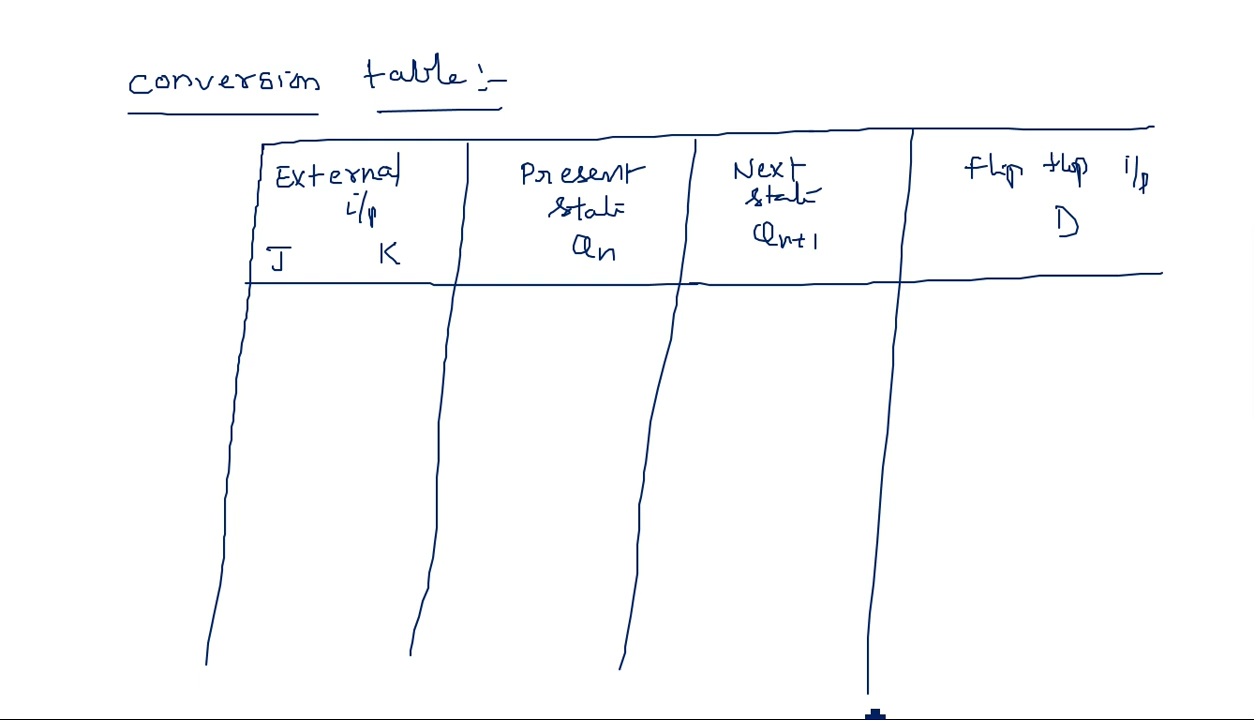 conversion table :-
External i/p J K
Present state Qn
Next state Qn+1
flip flop i/p D